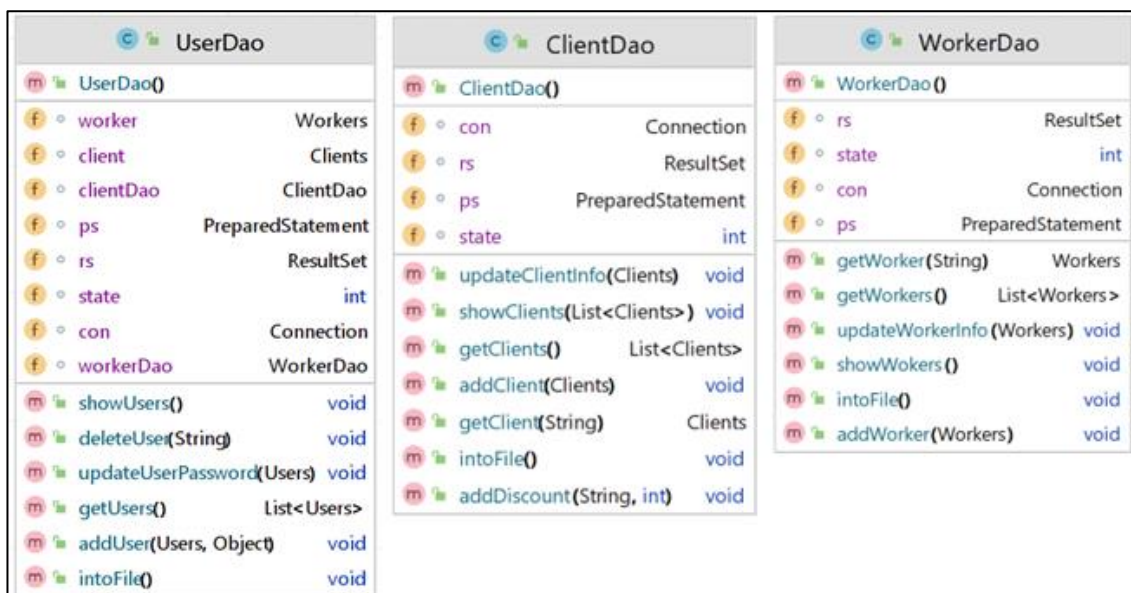 UserDao
UserDao()
worker Workers
client Clients
clientDao ClientDao
ps PreparedStatement
rs ResultSet
state int
con Connection
workerDao WorkerDao
showUsers() void
deleteUser(String) void
updateUserPassword(Users) void
getUsers() List<Users>
addUser(Users, Object) void
intoFile() void
ClientDao
ClientDao()
con Connection
rs ResultSet
ps PreparedStatement
state int
updateClientInfo(Clients) void
showClients(List<Clients>) void
getClients() List<Clients>
addClient(Clients) void
getClient(String) Clients
intoFile() void
addDiscount(String, int) void
WorkerDao
WorkerDao()
rs ResultSet
state int
con Connection
ps PreparedStatement
getWorker(String) Workers
getWorkers() List<Workers>
updateWorkerInfo(Workers) void
showWokers() void
intoFile() void
addWorker(Workers) void